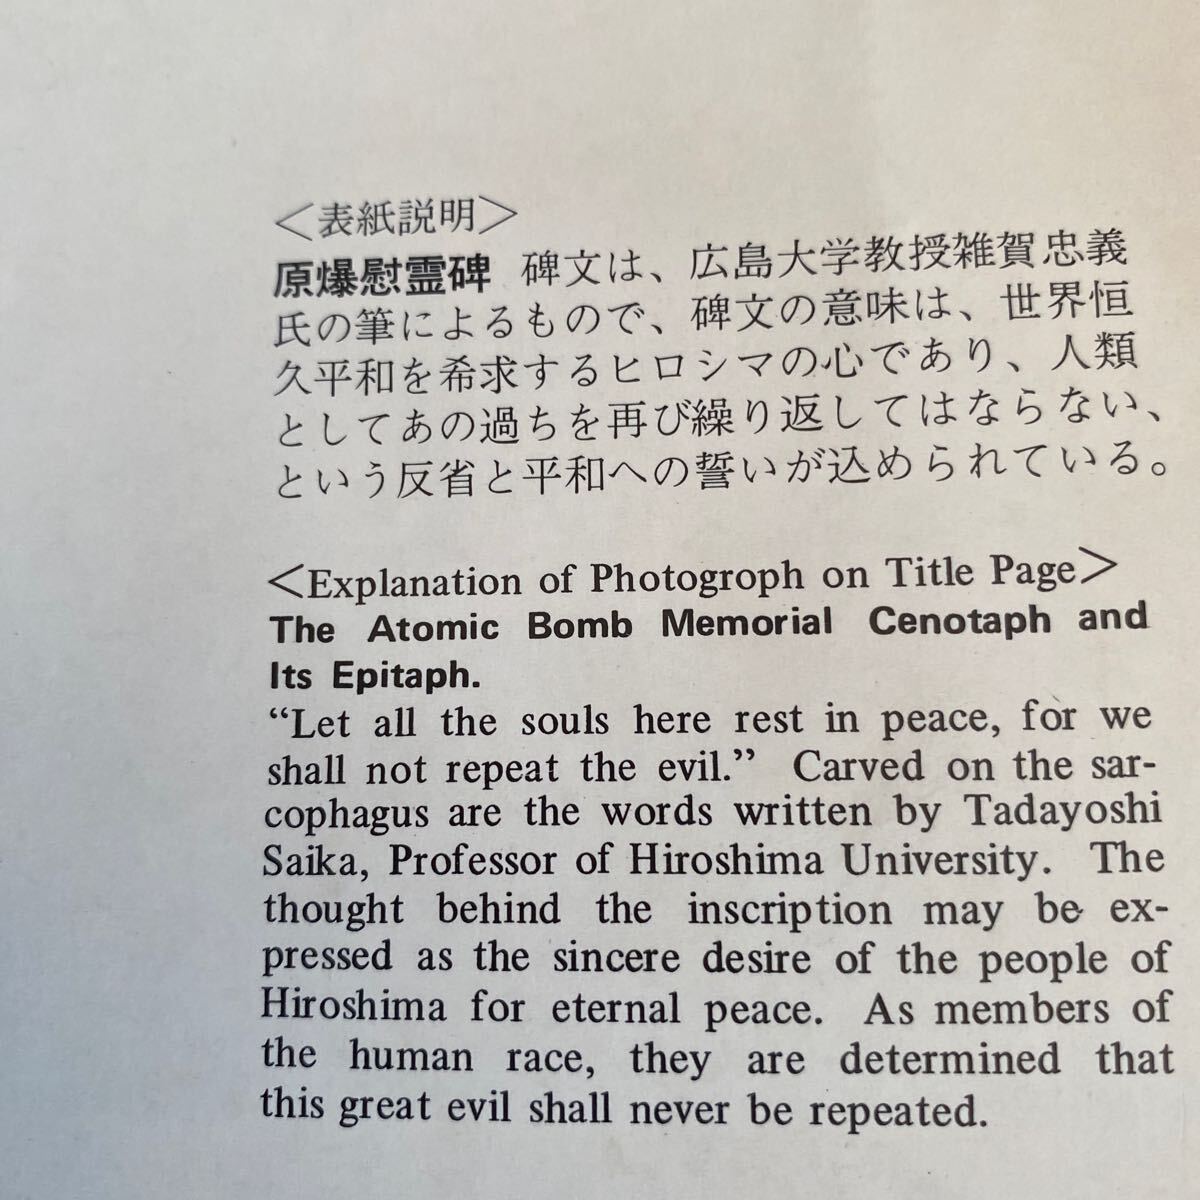 ＜表紙説明＞
原爆慰霊碑 碑文は、広島大学教授雑賀忠義
氏の筆によるもので、碑文の意味は、世界恒
久平和を希求するヒロシマの心であり、人類
としてあの過ちを再び繰り返してはならない、
という反省と平和への誓いが込められている。
<Explanation of Photogroph on Title Page>
The Atomic Bomb Memorial Cenotaph and
Its Epitaph.
“Let all the souls here rest in peace, for we
shall not repeat the evil.” Carved on the sar-
cophagus are the words written by Tadayoshi
Saika, Professor of Hiroshima University. The
thought behind the inscription may be ex-
pressed as the sincere desire of the people of
Hiroshima for eternal peace. As members of
the human race, they are determined that
this great evil shall never be repeated.